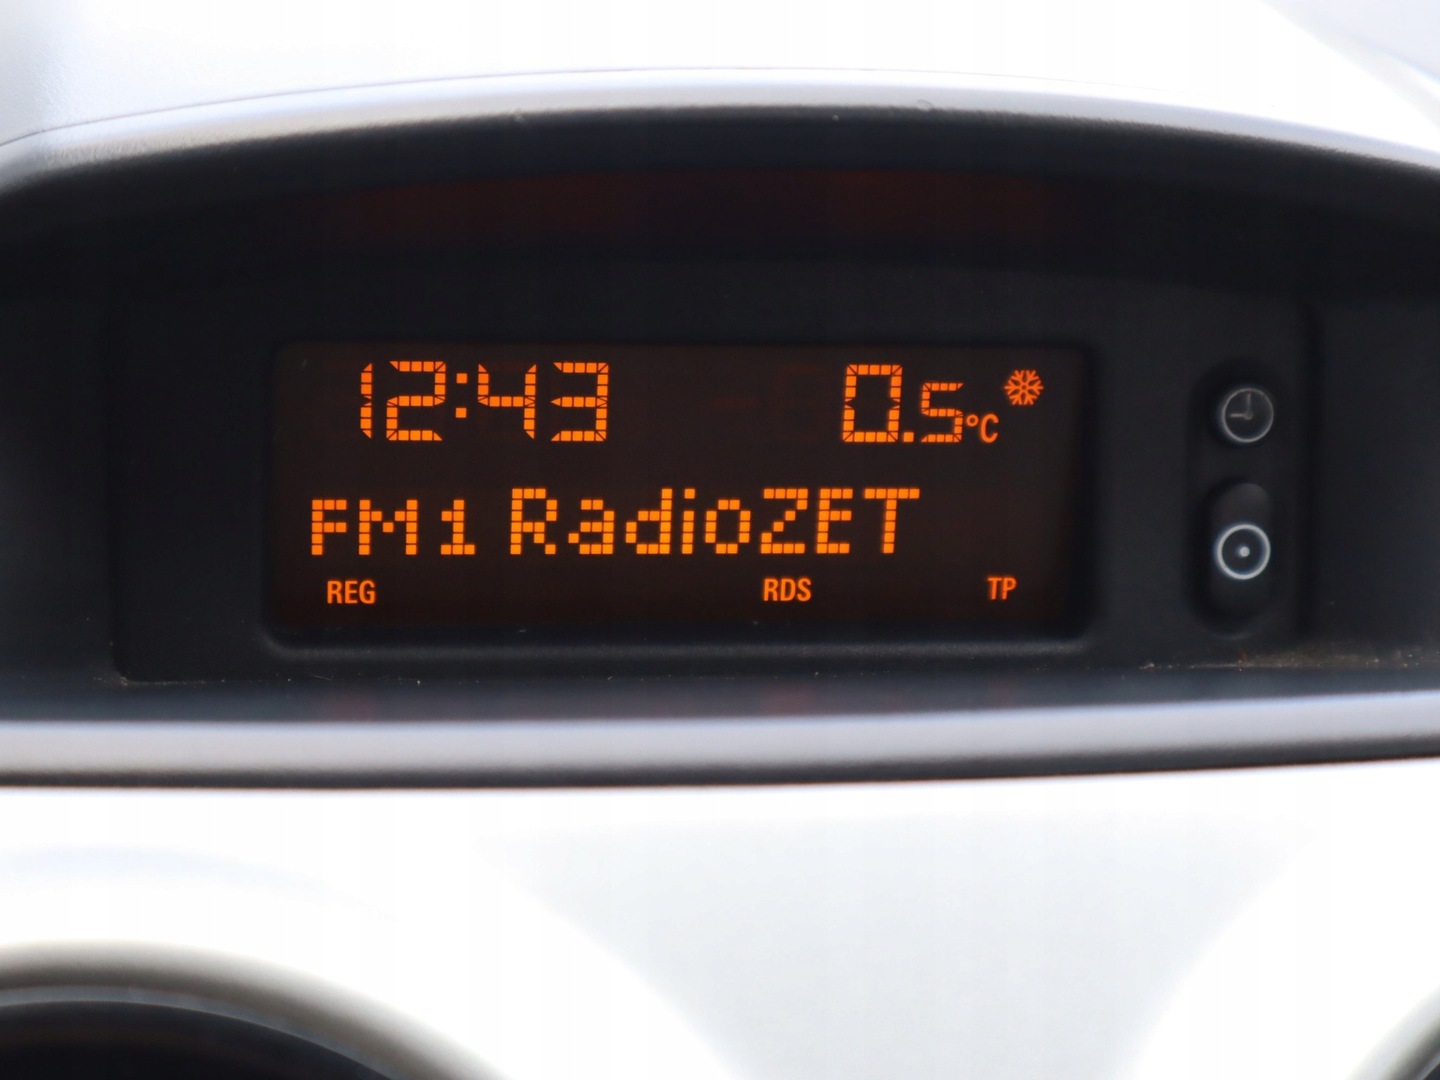 12:43 0.5°C
FM1 RadioZET
REG RDS TP